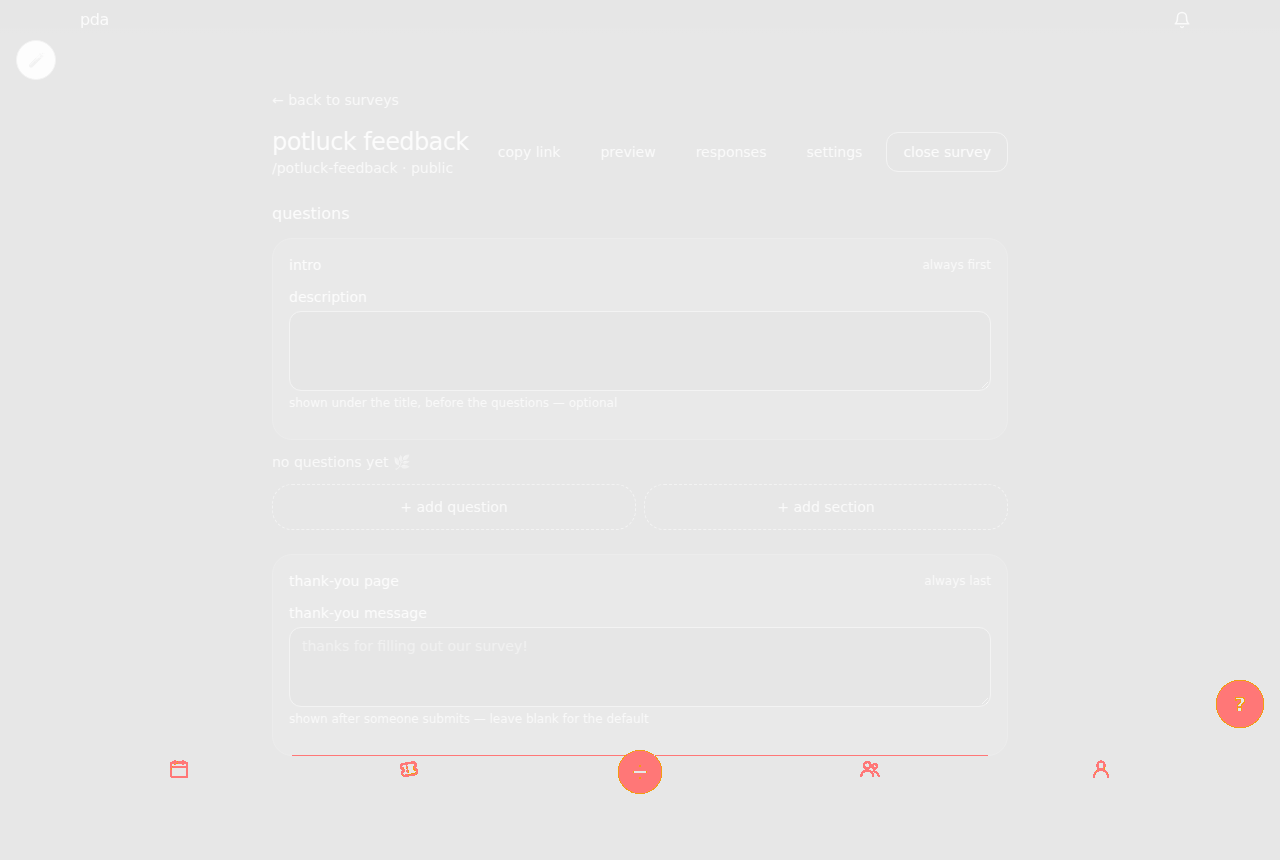 pda
← back to surveys
potluck feedback
/potluck-feedback · public
copy link
preview
responses
settings
close survey
questions
intro
always first
description
shown under the title, before the questions — optional
no questions yet 🌿
+ add question
+ add section
thank-you page
always last
thank-you message
thanks for filling out our survey!
shown after someone submits — leave blank for the default
?